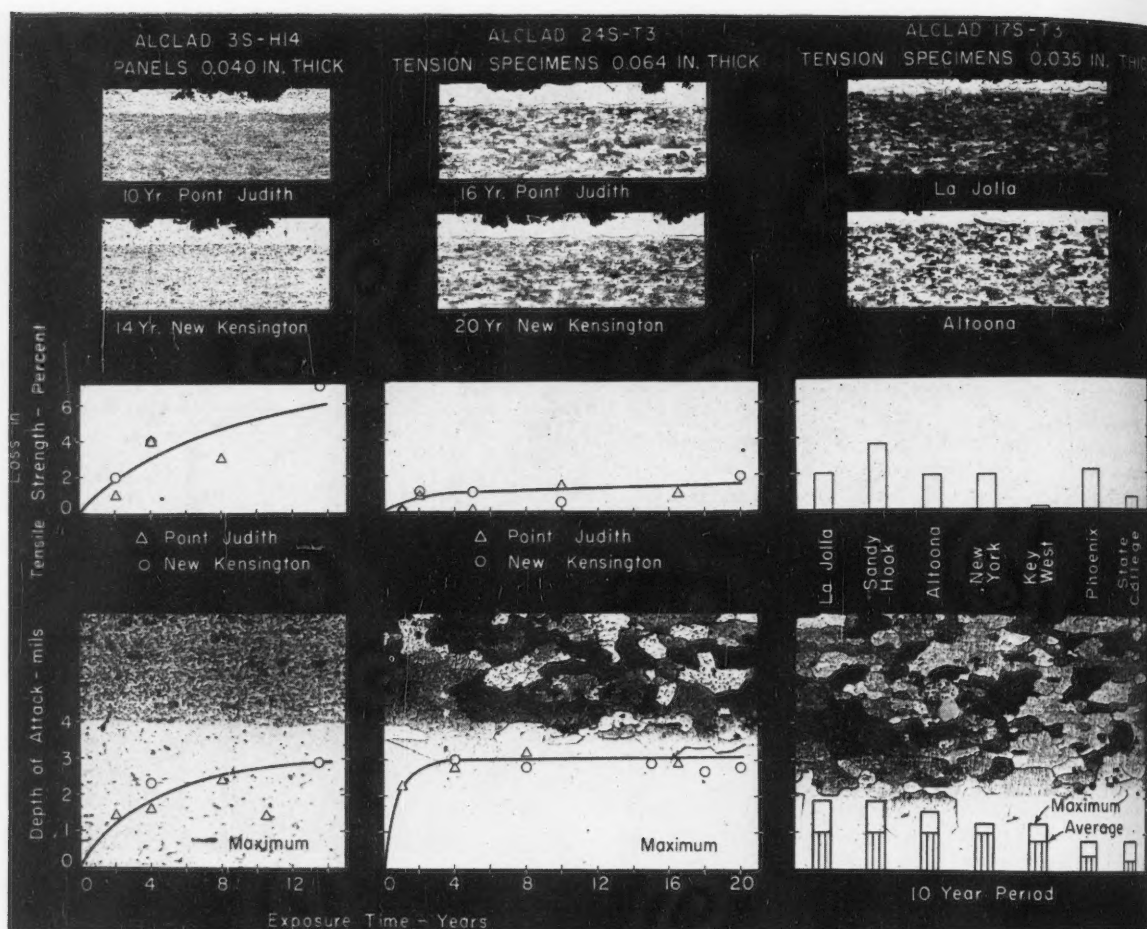 ALCLAD 3S-H14
PANELS 0.040 IN. THICK
ALCLAD 24S-T3
TENSION SPECIMENS 0.064 IN. THICK
ALCLAD 17S-T3
TENSION SPECIMENS 0.035 IN. THIC
10 Yr. Point Judith
16 Yr. Point Judith
La Jolla
14 Yr. New Kensington
20 Yr New Kensington
Altoona
Loss in
Tensile Strength - Percent
6
4
2
0
△ Point Judith
○ New Kensington
△ Point Judith
○ New Kensington
La Jolla
Sandy
Hook
Altoona
New
York
Key
West
Phoenix
State
College
Depth of Attack - mils
4
3
2
1
0
Maximum
Maximum
Maximum
Average
0 4 8 12
0 4 8 12 16 20
10 Year Period
Exposure Time - Years